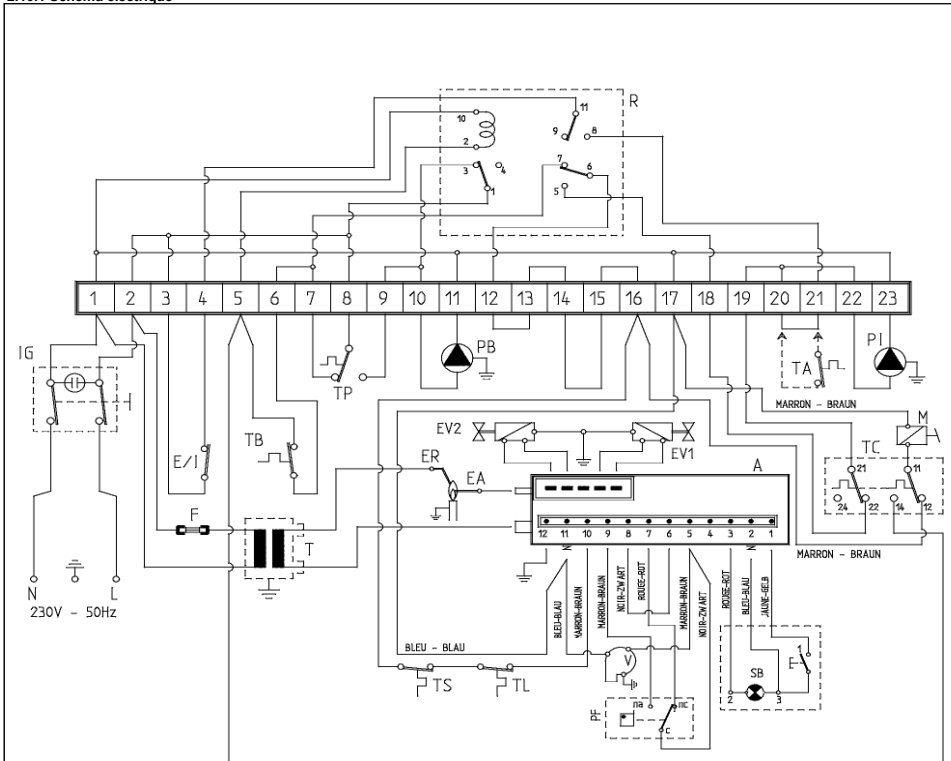 R
11
10
9
8
2
7
3
4
6
1
5
1 2 3 4 5 6 7 8 9 10 11 12 13 14 15 16 17 18 19 20 21 22 23
IG
PB
PI
TP
TA
MARRON - BRAUN
M
EV2
EV1
TC
E/I
TB
ER
EA
A
21
11
24
22
14
12
F
T
MARRON - BRAUN
12 11 10 9 8 7 6 5 4 3 2 1
N
N
N
L
230V - 50Hz
BLEU-BLAU
MARRON-BRAUN
MARRON-BRAUN
NOIR-ZWART
ROUGE-ROT
MARRON-BRAUN
NOIR-ZWART
ROUGE-ROT
BLEU-BLAU
JAUNE-GELB
BLEU - BLAU
V
TS
TL
PF
na
nc
c
SB
1
2
3